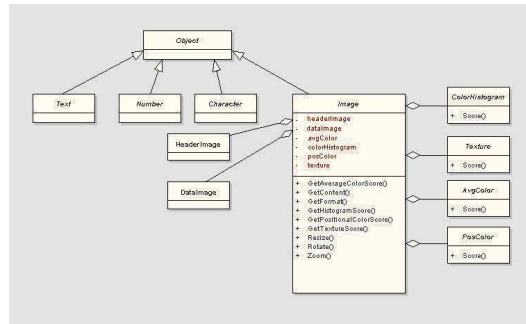 Object
Text
Number
Character
Image
- headerImage
- dataImage
- avgColor
- colorHistogram
- posColor
- texture
+ GetAverageColorScore()
+ GetContent()
+ GetFormat()
+ GetHistogramScore()
+ GetPositionalColorScore()
+ GetTextureScore()
+ Resize()
+ Rotate()
+ Zoom()
HeaderImage
DataImage
ColorHistogram
+ Score()
Texture
+ Score()
AvgColor
+ Score()
PosColor
+ Score()